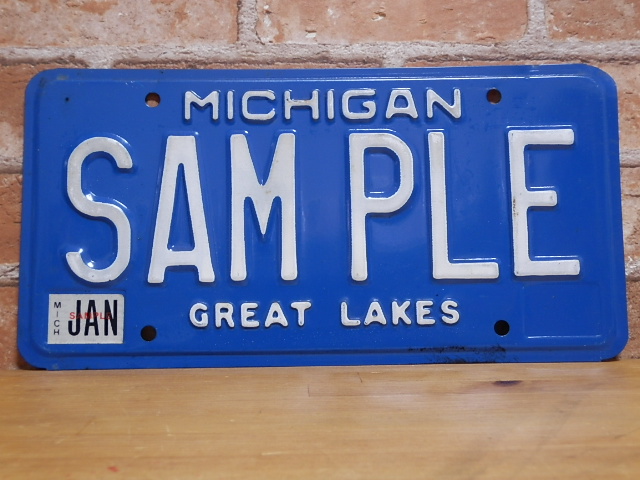 MICHIGAN
SAM PLE
MICH SAMPLE JAN
GREAT LAKES